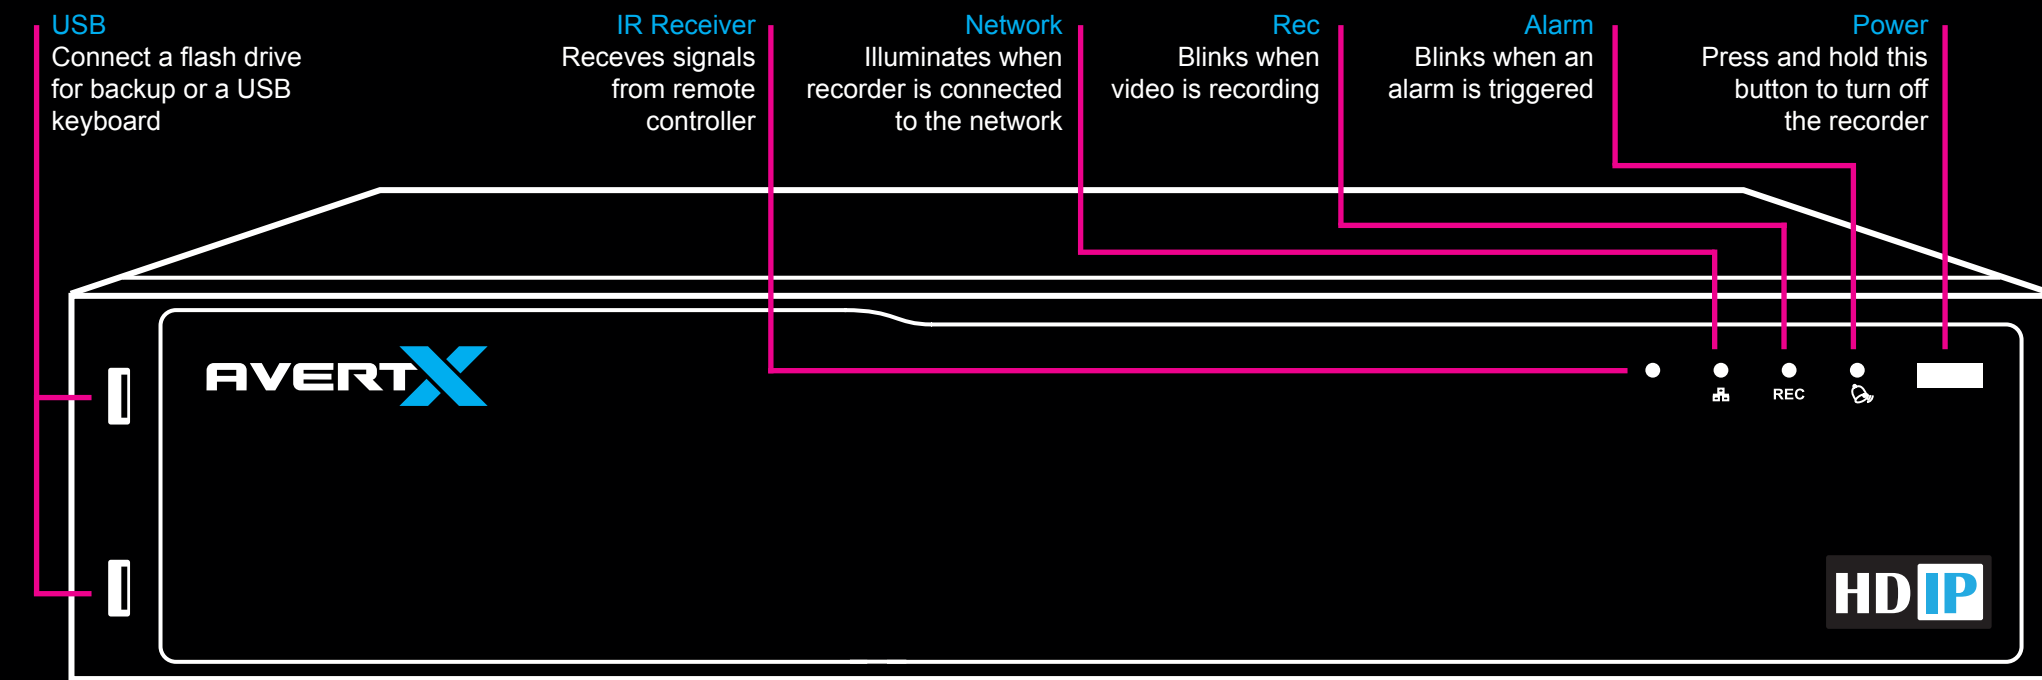 USB
Connect a flash drive
for backup or a USB
keyboard
IR Receiver
Receves signals
from remote
controller
Network
Illuminates when
recorder is connected
to the network
Rec
Blinks when
video is recording
Alarm
Blinks when an
alarm is triggered
Power
Press and hold this
button to turn off
the recorder
AVERTX
REC
HD IP